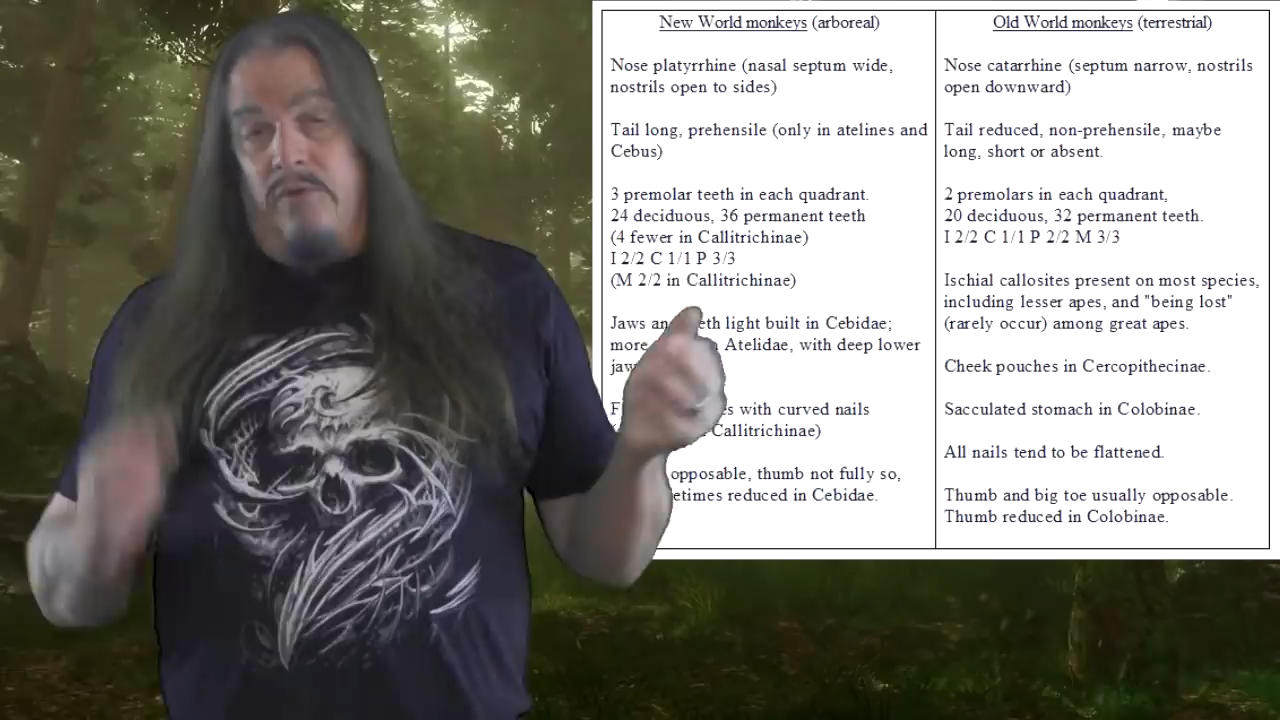 New World monkeys (arboreal)
Nose platyrrhine (nasal septum wide,
nostrils open to sides)
Tail long, prehensile (only in atelines and
Cebus)
3 premolar teeth in each quadrant.
24 deciduous, 36 permanent teeth
(4 fewer in Callitrichinae)
I 2/2 C 1/1 P 3/3
(M 2/2 in Callitrichinae)
Jaws light built in Cebidae;
more Atelidae, with deep lower
with curved nails
Callitrichinae)
opposable, thumb not fully so,
reduced in Cebidae.
Old World monkeys (terrestrial)
Nose catarrhine (septum narrow, nostrils
open downward)
Tail reduced, non-prehensile, maybe
long, short or absent.
2 premolars in each quadrant,
20 deciduous, 32 permanent teeth.
I 2/2 C 1/1 P 2/2 M 3/3
Ischial callosites present on most species,
including lesser apes, and "being lost"
(rarely occur) among great apes.
Cheek pouches in Cercopithecinae.
Sacculated stomach in Colobinae.
All nails tend to be flattened.
Thumb and big toe usually opposable.
Thumb reduced in Colobinae.